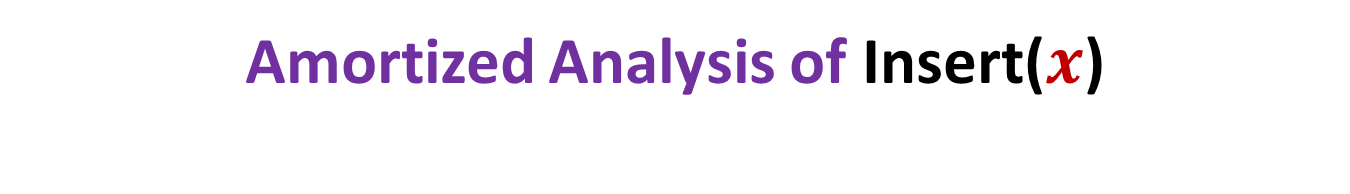 Amortized Analysis of Insert(𝒙)